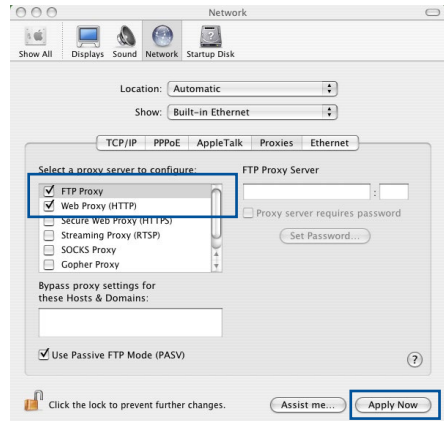 Network
Show All Displays Sound Network Startup Disk
Location: Automatic
Show: Built-in Ethernet
TCP/IP PPPoE AppleTalk Proxies Ethernet
Select a proxy server to configure: FTP Proxy Server
FTP Proxy
Web Proxy (HTTP)
:
Secure Web Proxy (HTTPS) Proxy server requires password
Streaming Proxy (RTSP) Set Password...
SOCKS Proxy
Gopher Proxy
Bypass proxy settings for
these Hosts & Domains:
Use Passive FTP Mode (PASV) ?
Click the lock to prevent further changes. Assist me... Apply Now